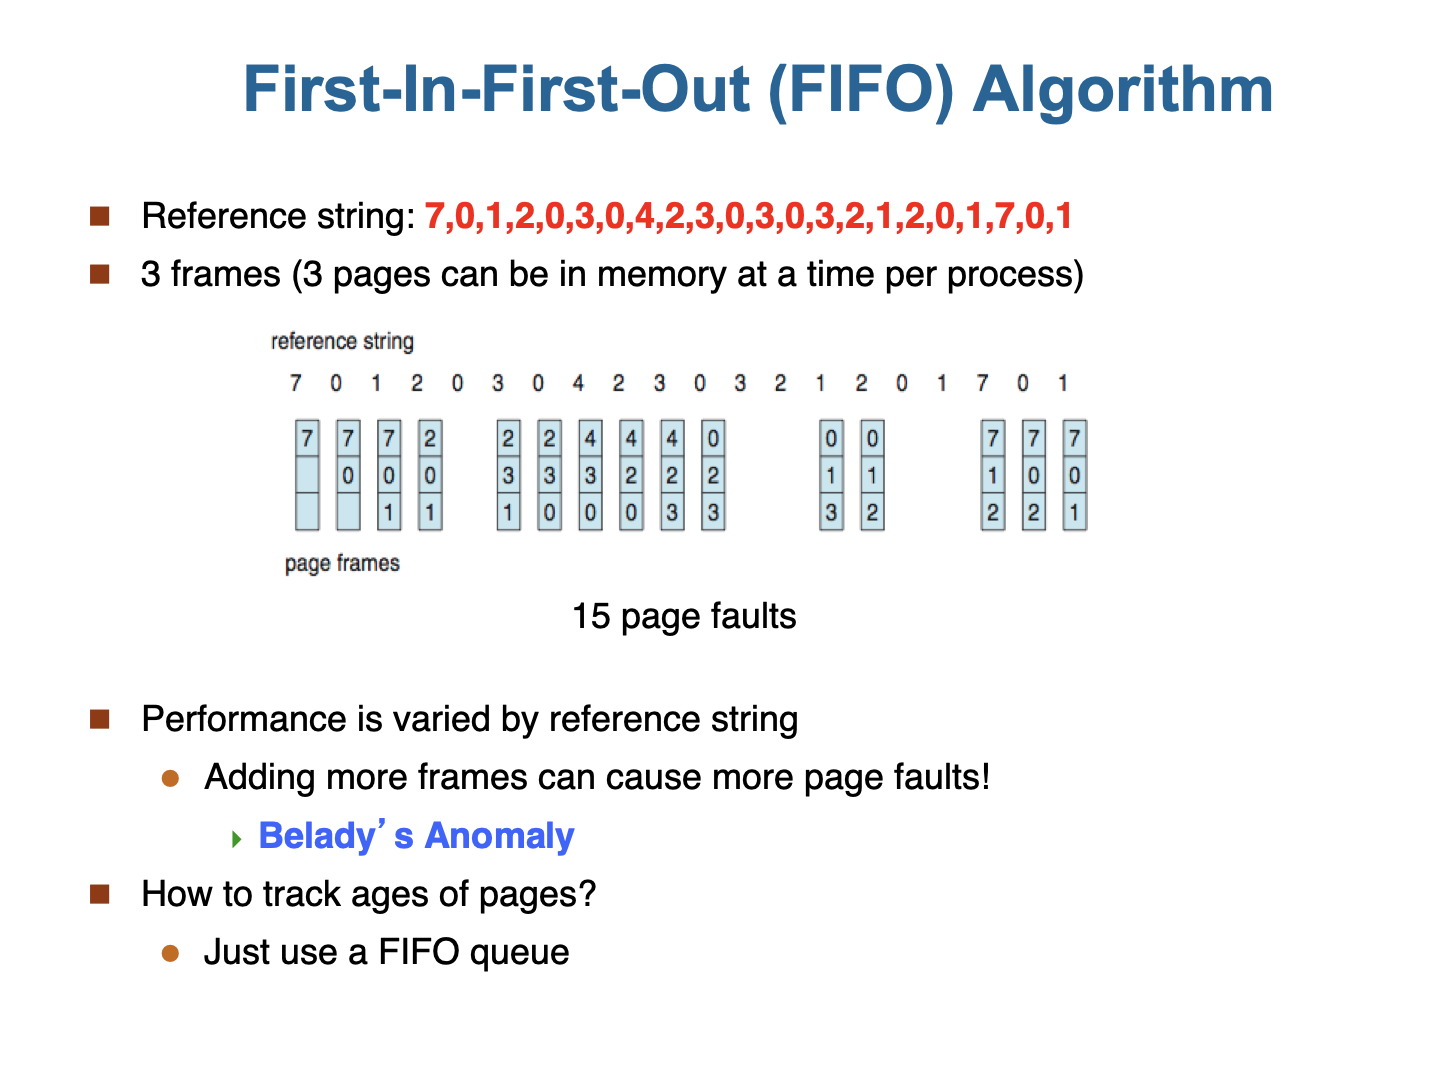 First-In-First-Out (FIFO) Algorithm
Reference string: 7,0,1,2,0,3,0,4,2,3,0,3,0,3,2,1,2,0,1,7,0,1
3 frames (3 pages can be in memory at a time per process)
reference string
7 0 1 2 0 3 0 4 2 3 0 3 2 1 2 0 1 7 0 1
7 7 7 2 2 2 4 4 4 0 0 0 7 7 7
0 0 0 3 3 3 2 2 2 1 1 1 0 0
1 1 1 0 0 0 3 3 3 2 2 2 1
page frames
15 page faults
Performance is varied by reference string
Adding more frames can cause more page faults!
Belady’s Anomaly
How to track ages of pages?
Just use a FIFO queue